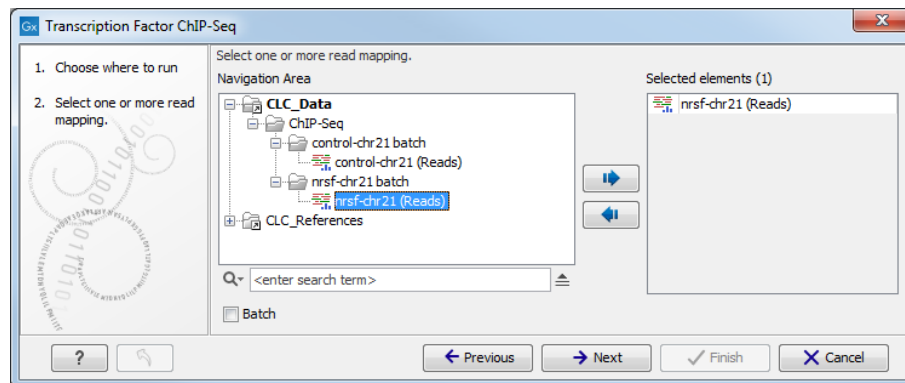 Gx Transcription Factor ChIP-Seq
X
1. Choose where to run
2. Select one or more read
mapping.
Select one or more read mapping.
Navigation Area
CLC_Data
ChIP-Seq
control-chr21 batch
control-chr21 (Reads)
nrsf-chr21 batch
nrsf-chr21 (Reads)
CLC_References
<enter search term>
Batch
Selected elements (1)
nrsf-chr21 (Reads)
?
Previous
Next
Finish
Cancel